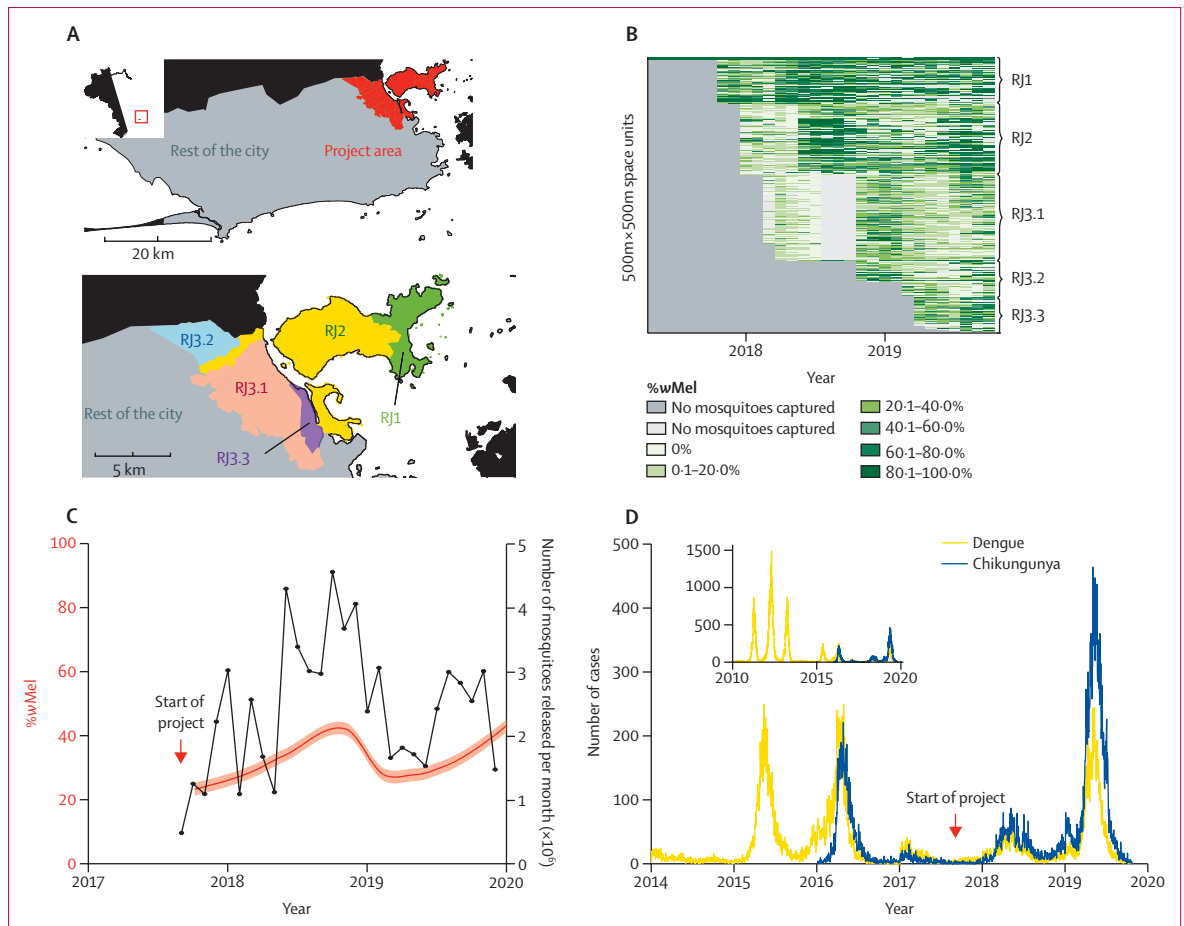 A
Rest of the city
Project area
20 km
RJ3.2
RJ2
RJ3.1
Rest of the city
RJ1
RJ3.3
5 km
B
500m×500m space units
RJ1
RJ2
RJ3.1
RJ3.2
RJ3.3
2018
2019
Year
%wMel
No mosquitoes captured
No mosquitoes captured
0%
0·1–20·0%
20·1–40·0%
40·1–60·0%
60·1–80·0%
80·1–100·0%
C
%wMel
100
80
60
40
20
0
Start of
project
5
4
3
2
1
0
Number of mosquitoes released per month (×10⁶)
2017
2018
2019
2020
Year
D
Number of cases
500
400
300
200
100
0
1500
1000
500
0
2010
2015
2020
Dengue
Chikungunya
Start of project
2014
2015
2016
2017
2018
2019
2020
Year